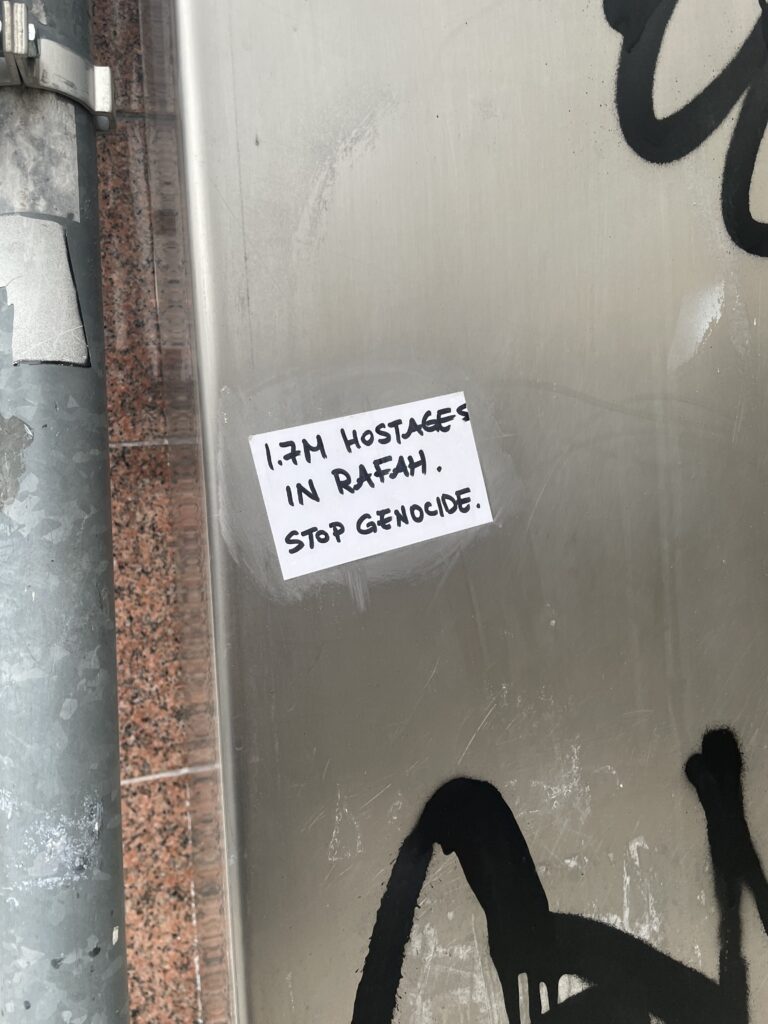 1.7M HOSTAGES
IN RAFAH.
STOP GENOCIDE.